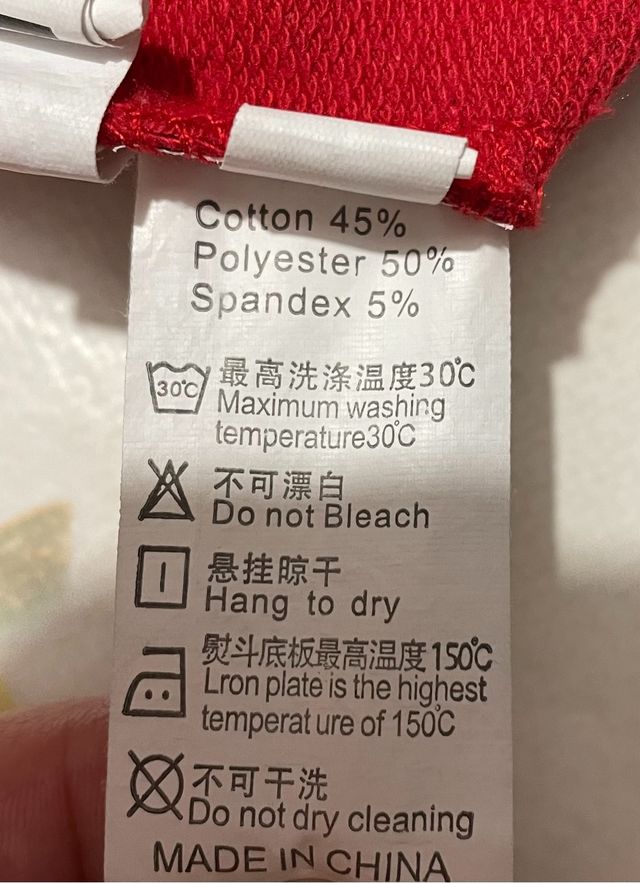 Cotton 45%
Polyester 50%
Spandex 5%
30℃ 最高洗涤温度30℃
Maximum washing
temperature30℃
不可漂白
Do not Bleach
悬挂晾干
Hang to dry
熨斗底板最高温度150℃
Lron plate is the highest
temperat ure of 150℃
不可干洗
Do not dry cleaning
MADE IN CHINA